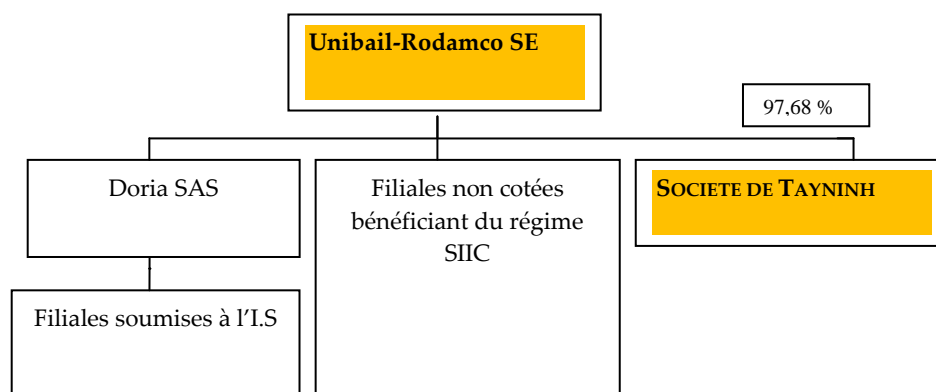 Unibail-Rodamco SE
97,68 %
Doria SAS
Filiales non cotées
bénéficiant du régime
SIIC
SOCIETE DE TAYNINH
Filiales soumises à l’I.S